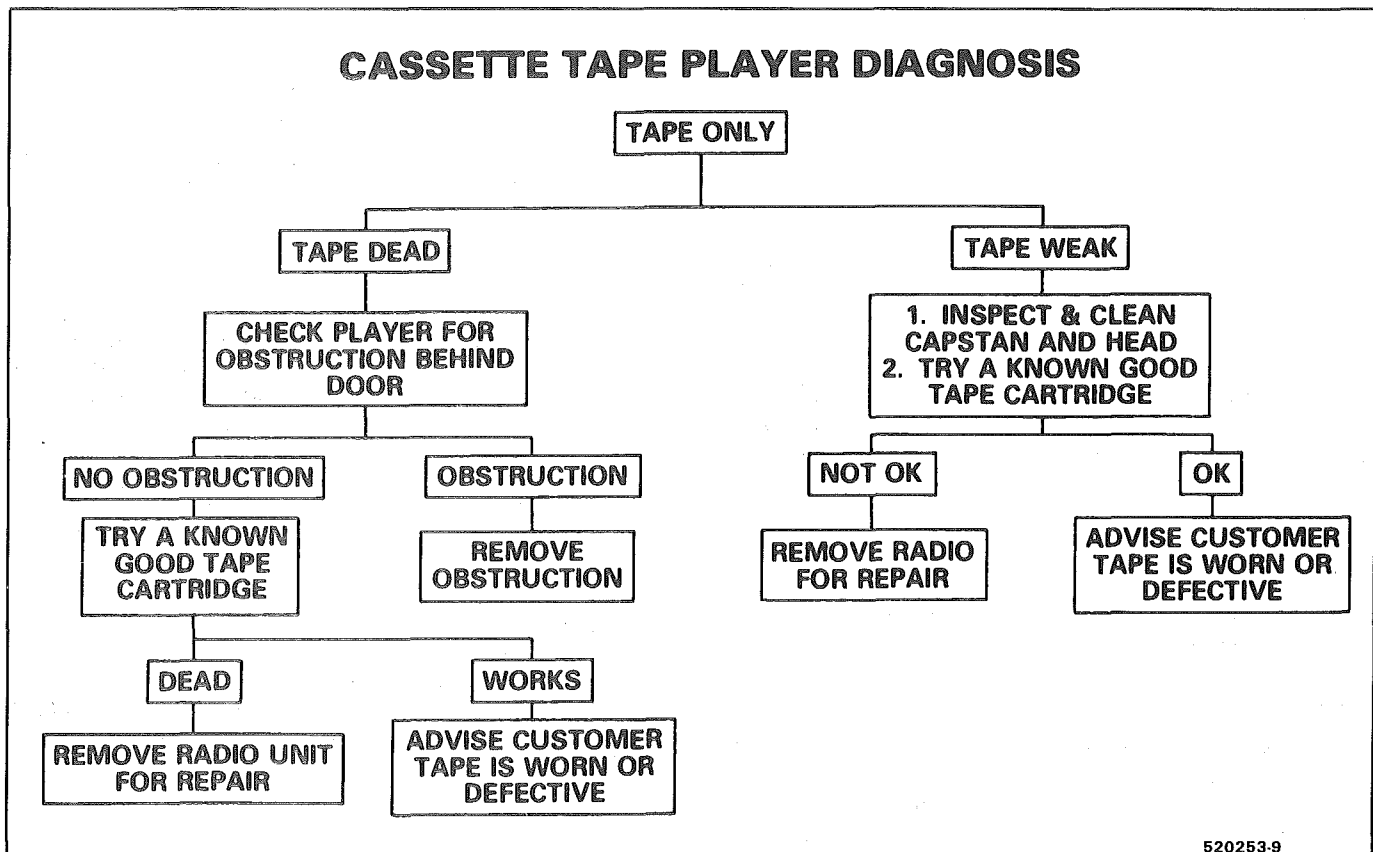 CASSETTE TAPE PLAYER DIAGNOSIS
TAPE ONLY
TAPE DEAD
TAPE WEAK
CHECK PLAYER FOR
OBSTRUCTION BEHIND
DOOR
1. INSPECT & CLEAN
CAPSTAN AND HEAD
2. TRY A KNOWN GOOD
TAPE CARTRIDGE
NO OBSTRUCTION
OBSTRUCTION
NOT OK
OK
TRY A KNOWN
GOOD TAPE
CARTRIDGE
REMOVE
OBSTRUCTION
REMOVE RADIO
FOR REPAIR
ADVISE CUSTOMER
TAPE IS WORN OR
DEFECTIVE
DEAD
WORKS
REMOVE RADIO UNIT
FOR REPAIR
ADVISE CUSTOMER
TAPE IS WORN OR
DEFECTIVE
520253-9